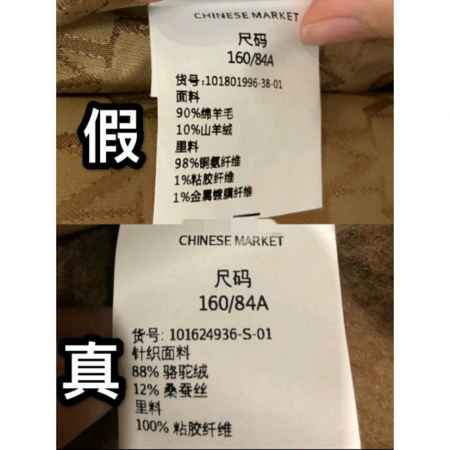 CHINESE MARKET
尺码
160/84A
货号:101801996-38-01
面料
90%绵羊毛
10%山羊绒
里料
98%铜氨纤维
1%粘胶纤维
1%金属镀膜纤维
假
CHINESE MARKET
尺码
160/84A
货号: 101624936-S-01
针织面料
88% 骆驼绒
12% 桑蚕丝
里料
100% 粘胶纤维
真